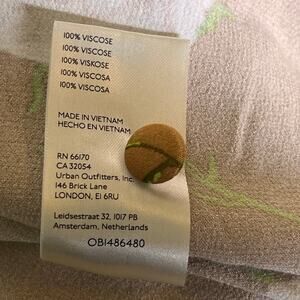 100% VISCOSE
100% VISCOSE
100% VISKOSE
100% VISCOSA
100% VISCOSA
MADE IN VIETNAM
HECHO EN VIETNAM
RN 66170
CA 32054
Urban Outfitters, Inc.
146 Brick Lane
LONDON, E1 6RU
Leidsestraat 32, 1017 PB
Amsterdam, Netherlands
OB1486480